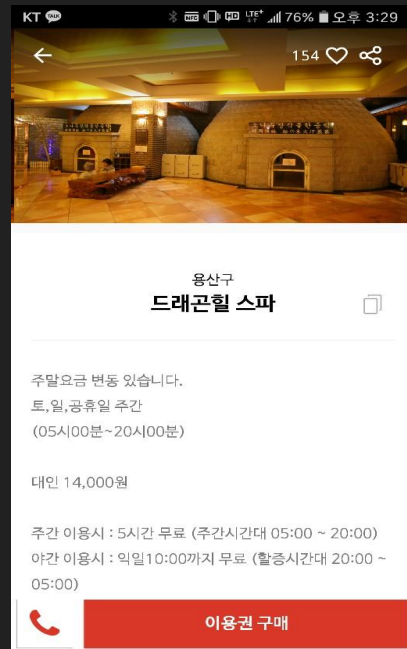 KT TALK NFC HD LTE+ 76% 오후 3:29
154
용산구
드래곤힐 스파
주말요금 변동 있습니다.
토,일,공휴일 주간
(05시00분~20시00분)
대인 14,000원
주간 이용시 : 5시간 무료 (주간시간대 05:00 ~ 20:00)
야간 이용시 : 익일10:00까지 무료 (할증시간대 20:00 ~
05:00)
이용권 구매